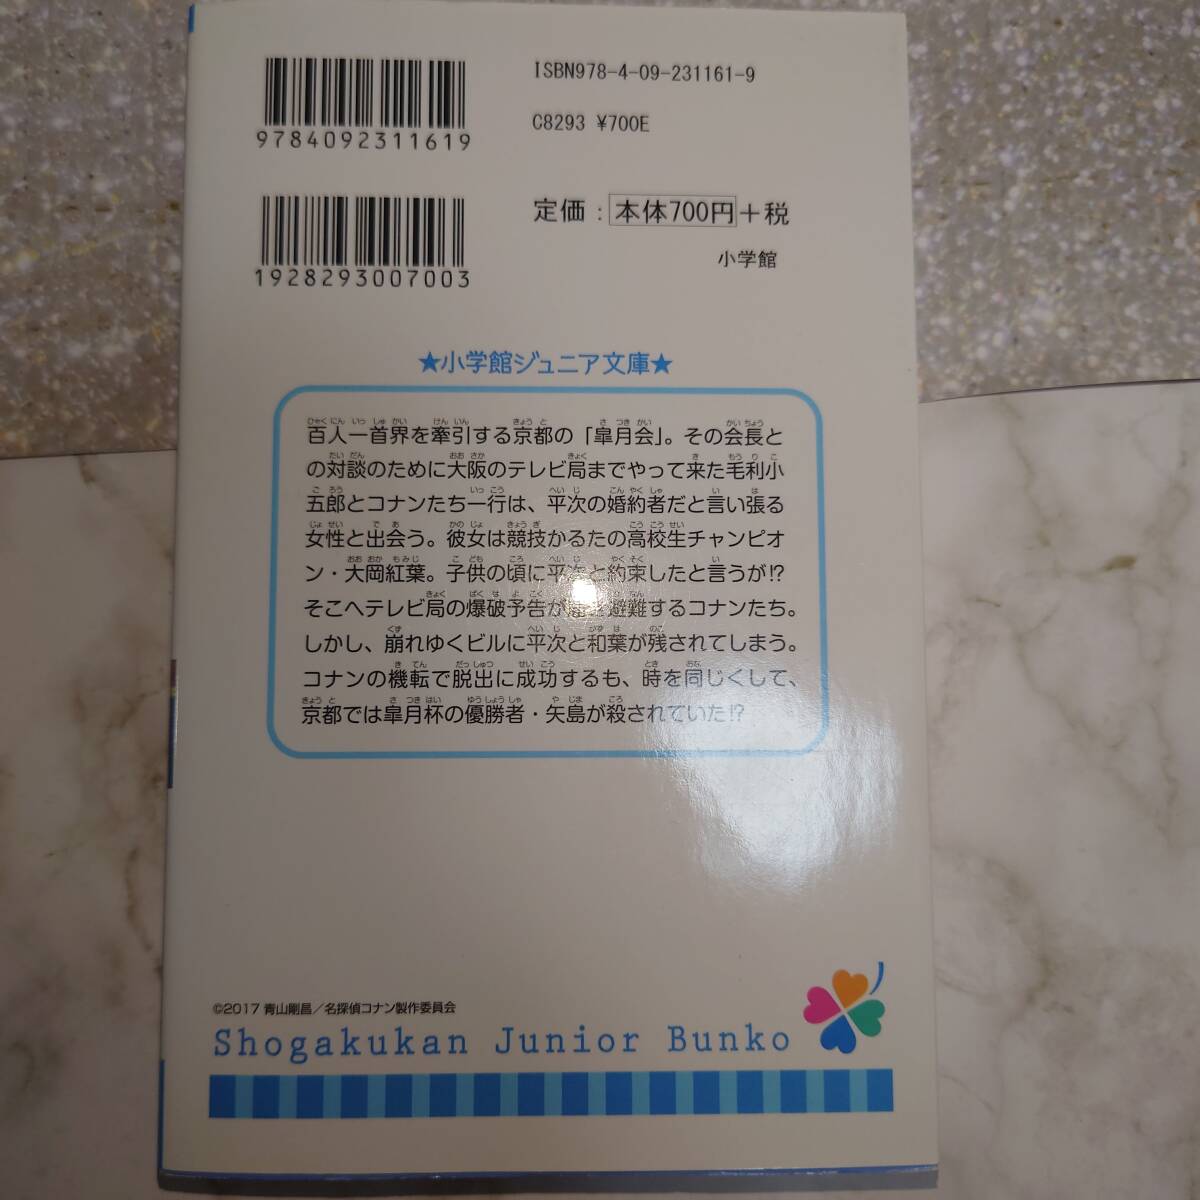 ISBN978-4-09-231161-9
9784092311619
C8293 ¥700E
定価：本体700円＋税
小学館
1928293007003
★小学館ジュニア文庫★
百人一首界を牽引する京都の「皐月会」。その会長と
の対談のために大阪のテレビ局までやって来た毛利小
五郎とコナンたち一行は、平次の婚約者だと言い張る
女性と出会う。彼女は競技かるたの高校生チャンピオ
ン・大岡紅葉。子供の頃に平次と約束したと言うが!?
そこへテレビ局の爆破予告が 避難するコナンたち。
しかし、崩れゆくビルに平次と和葉が残されてしまう。
コナンの機転で脱出に成功するも、時を同じくして、
京都では皐月杯の優勝者・矢島が殺されていた!?
©2017 青山剛昌／名探偵コナン製作委員会
Shogakukan Junior Bunko